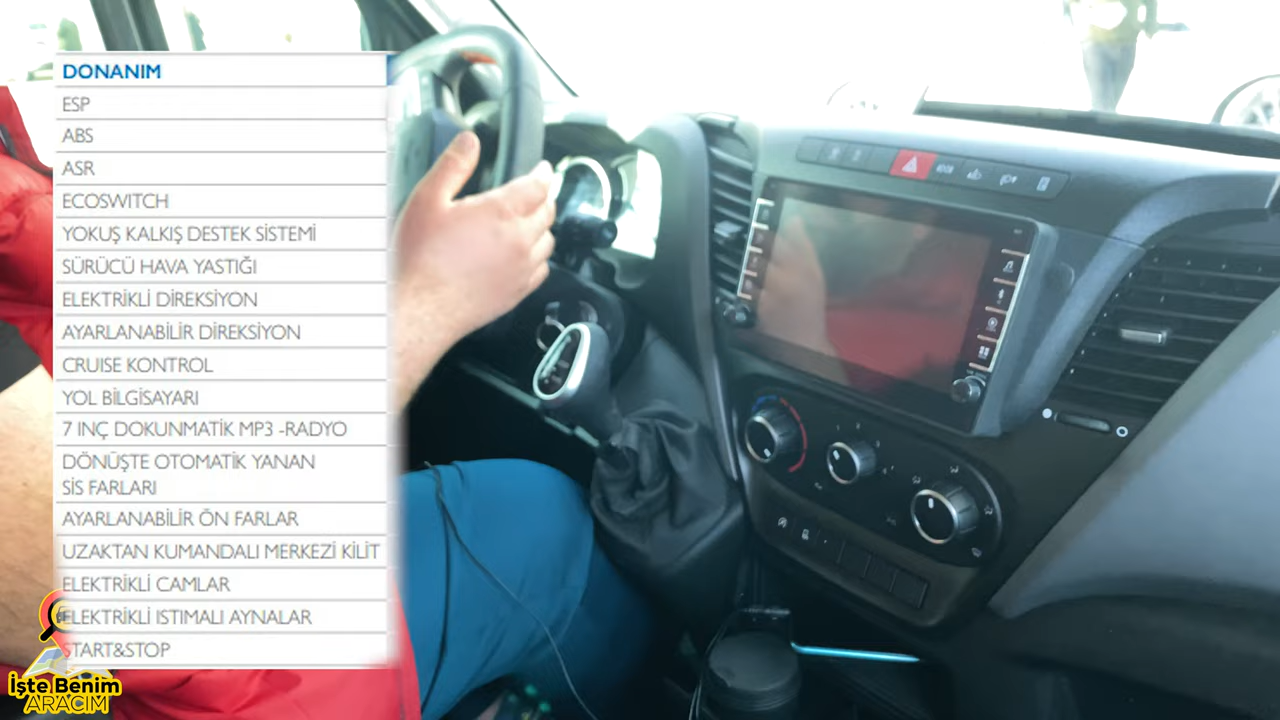 DONANIM
ESP
ABS
ASR
ECOSWITCH
YOKUŞ KALKIŞ DESTEK SİSTEMİ
SÜRÜCÜ HAVA YASTIĞI
ELEKTRİKLİ DİREKSİYON
AYARLANABİLİR DİREKSİYON
CRUISE KONTROL
YOL BİLGİSAYARI
7 INÇ DOKUNMATİK MP3 -RADYO
DÖNÜŞTE OTOMATİK YANAN
SİS FARLARI
AYARLANABİLİR ÖN FARLAR
UZAKTAN KUMANDALI MERKEZİ KİLİT
ELEKTRİKLİ CAMLAR
ELEKTRİKLİ ISTIMALI AYNALAR
START&STOP
İşte Benim
ARACIM